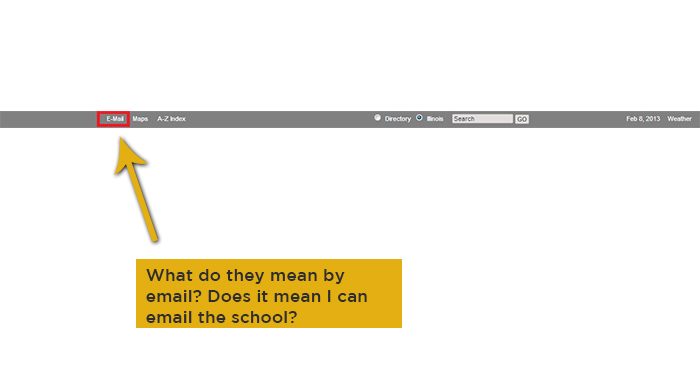 E-Mail Maps A-Z Index Directory Illinois Search GO Feb 8, 2013 Weather
What do they mean by
email? Does it mean I can
email the school?